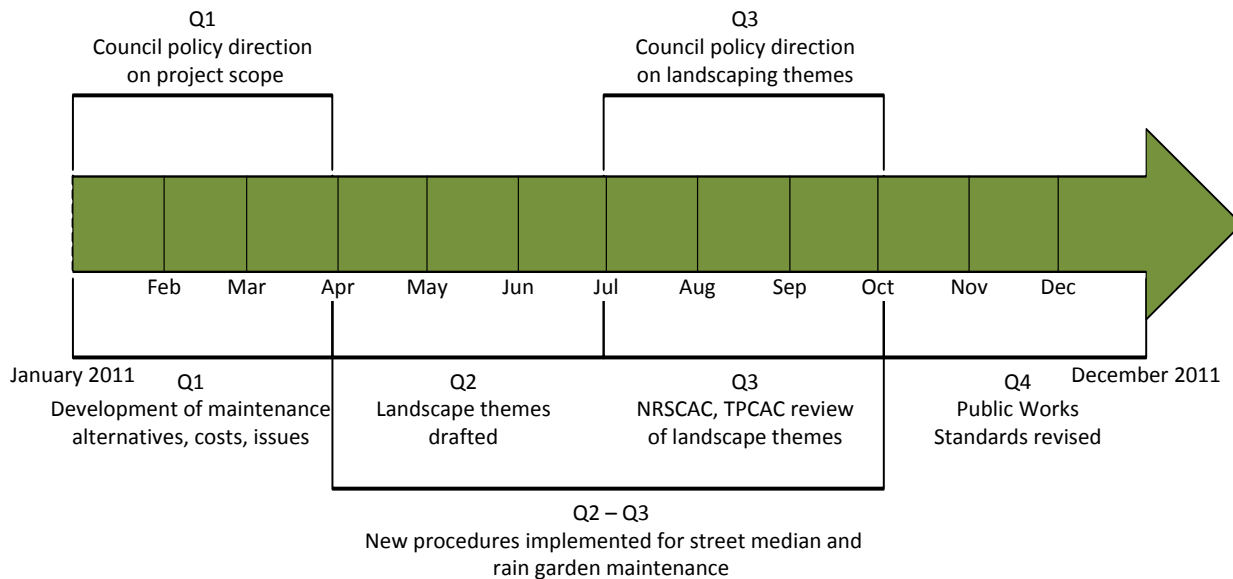 Q1
Council policy direction
on project scope
Q3
Council policy direction
on landscaping themes
Feb
Mar
Apr
May
Jun
Jul
Aug
Sep
Oct
Nov
Dec
January 2011
December 2011
Q1
Development of maintenance
alternatives, costs, issues
Q2
Landscape themes
drafted
Q3
NRSCAC, TPCAC review
of landscape themes
Q4
Public Works
Standards revised
Q2 – Q3
New procedures implemented for street median and
rain garden maintenance